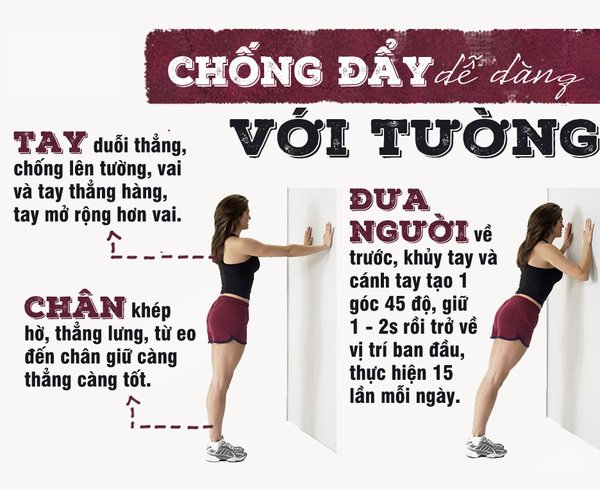 CHỐNG ĐẨY dễ dàng
VỚI TƯỜNG
TAY duỗi thẳng,
chống lên tường, vai
và tay thẳng hàng,
tay mở rộng hơn vai.
CHÂN khép
hờ, thẳng lưng, từ eo
đến chân giữ càng
thẳng càng tốt.
ĐƯA
NGƯỜI về
trước, khủy tay và
cánh tay tạo 1
góc 45 độ, giữ
1 - 2s rồi trở về
vị trí ban đầu,
thực hiện 15
lần mỗi ngày.